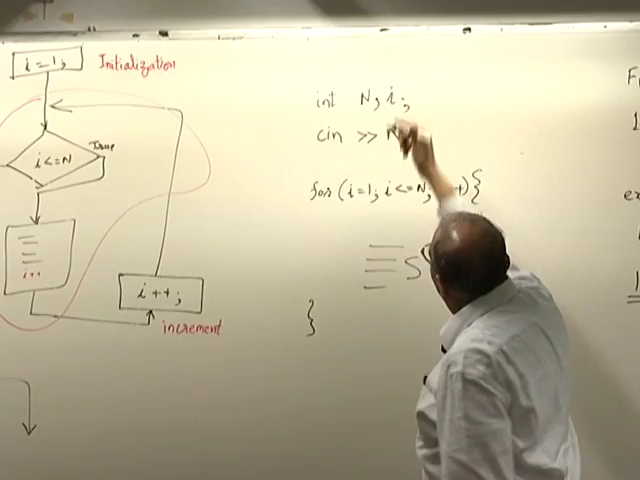 i=1;
Initialization
i<=N
True
i++
i++;
increment
int N, i;
cin >> N
for (i=1; i<=N;
{
}